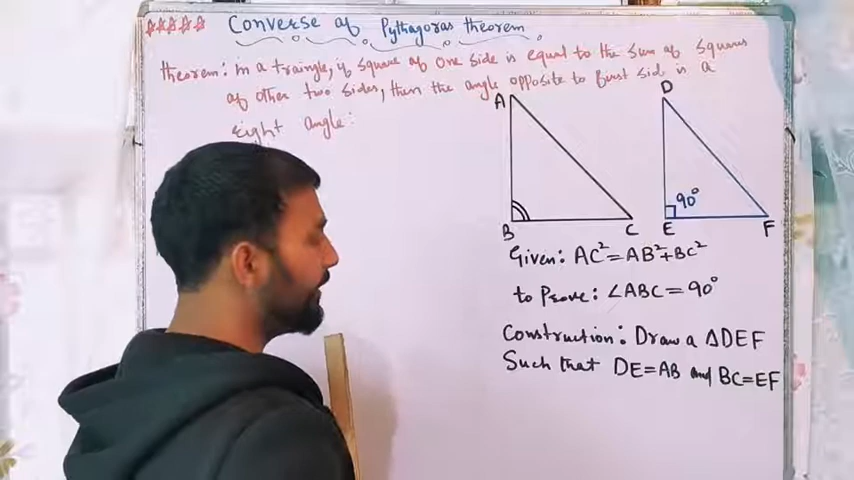 Converse of Pythagoras theorem
theorem: In a traingle, if square of one side is equal to the sum of squares
of other two sides, then the angle opposite to first side is a
right angle:
A
D
90°
B
C
E
F
Given: AC²=AB²+BC²
to Prove: ∠ABC=90°
Construction: Draw a △DEF
Such that DE=AB and BC=EF